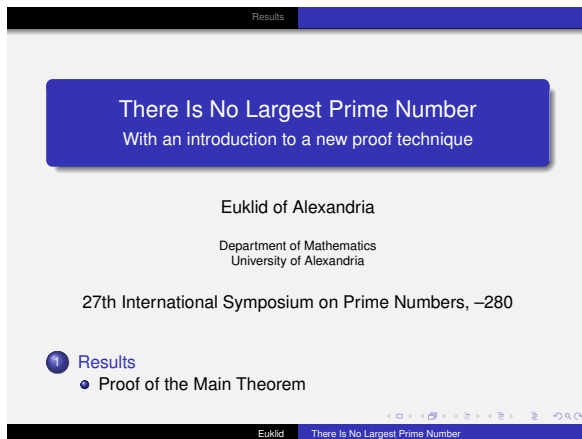 Results
There Is No Largest Prime Number
With an introduction to a new proof technique
Euklid of Alexandria
Department of Mathematics
University of Alexandria
27th International Symposium on Prime Numbers, –280
1 Results
Proof of the Main Theorem
Euklid There Is No Largest Prime Number